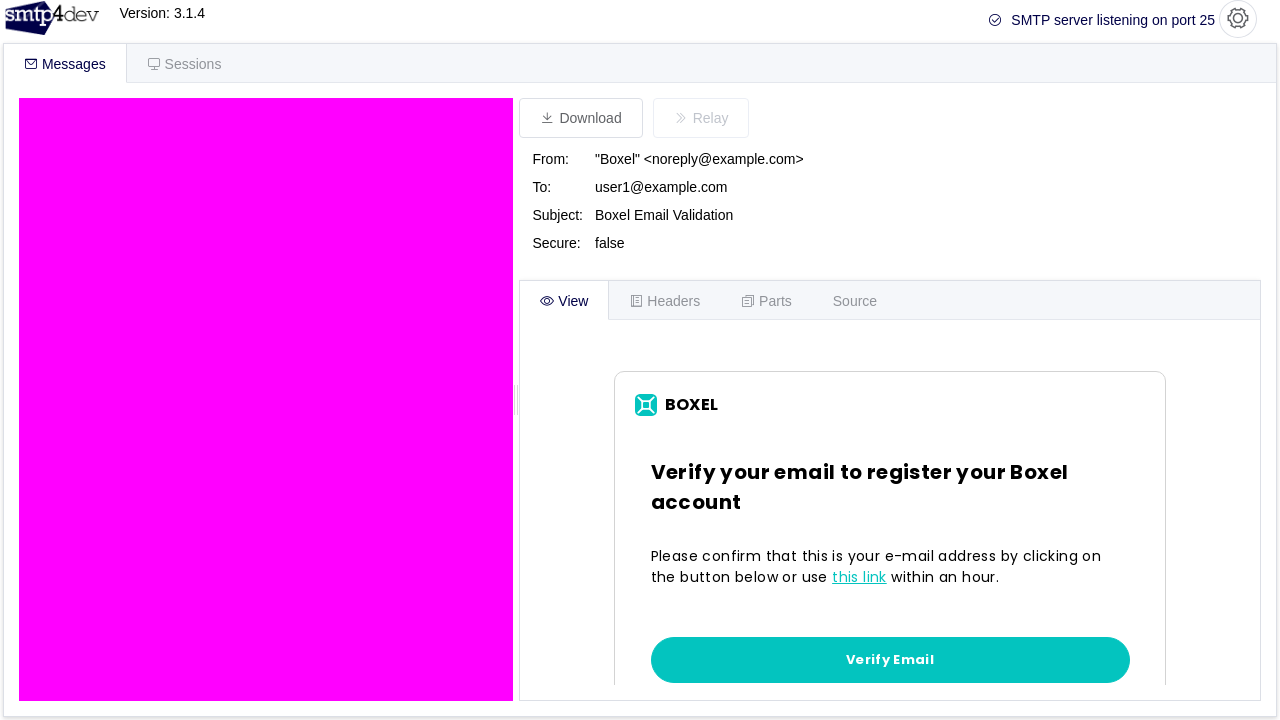 smtp4dev
Version: 3.1.4
SMTP server listening on port 25
Messages
Sessions
Download
Relay
From: "Boxel" <noreply@example.com>
To: user1@example.com
Subject: Boxel Email Validation
Secure: false
View
Headers
Parts
Source
BOXEL
Verify your email to register your Boxel
account
Please confirm that this is your e-mail address by clicking on
the button below or use this link within an hour.
Verify Email